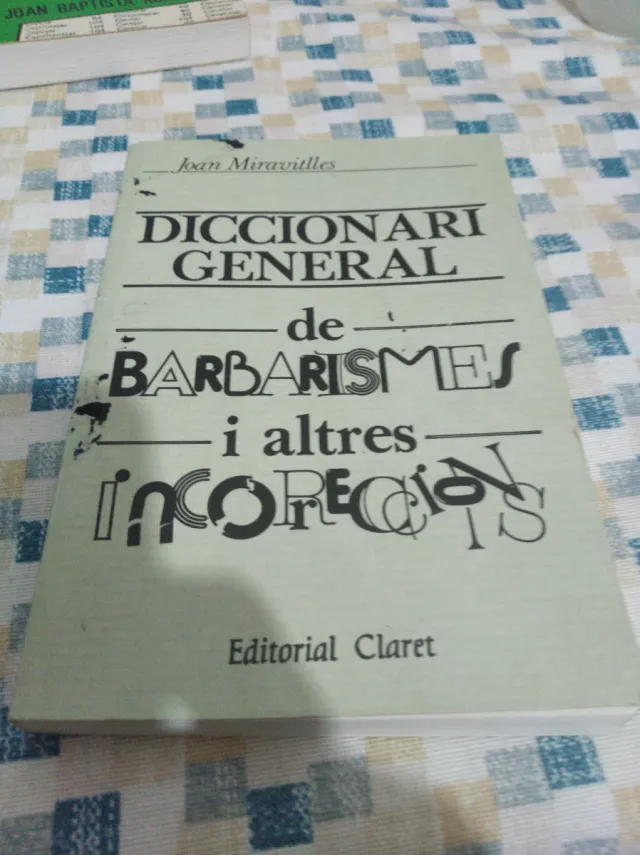 JOAN BAPTISTA
Joan Miravitlles
DICCIONARI
GENERAL
de
BARBARISMES
i altres
INCORRECCIONS
Editorial Claret